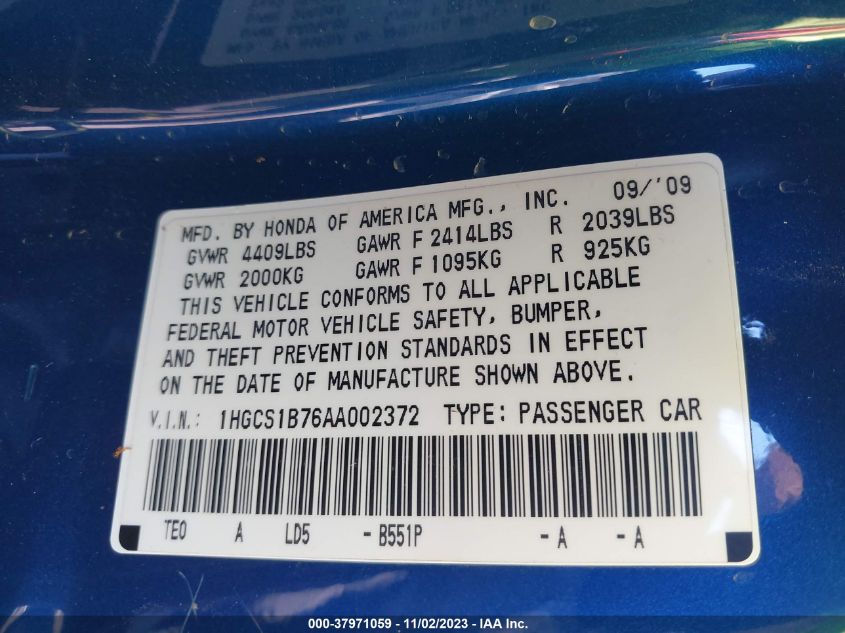 MFD. BY HONDA OF AMERICA MFG., INC. 09/'09
GVWR 4409LBS GAWR F 2414LBS R 2039LBS
GVWR 2000KG GAWR F 1095KG R 925KG
THIS VEHICLE CONFORMS TO ALL APPLICABLE
FEDERAL MOTOR VEHICLE SAFETY, BUMPER,
AND THEFT PREVENTION STANDARDS IN EFFECT
ON THE DATE OF MANUFACTURE SHOWN ABOVE.
V.I.N.: 1HGCS1B76AA002372 TYPE: PASSENGER CAR
TEO A LD5 - B551P - A - A
000-37971059 - 11/02/2023 - IAA Inc.